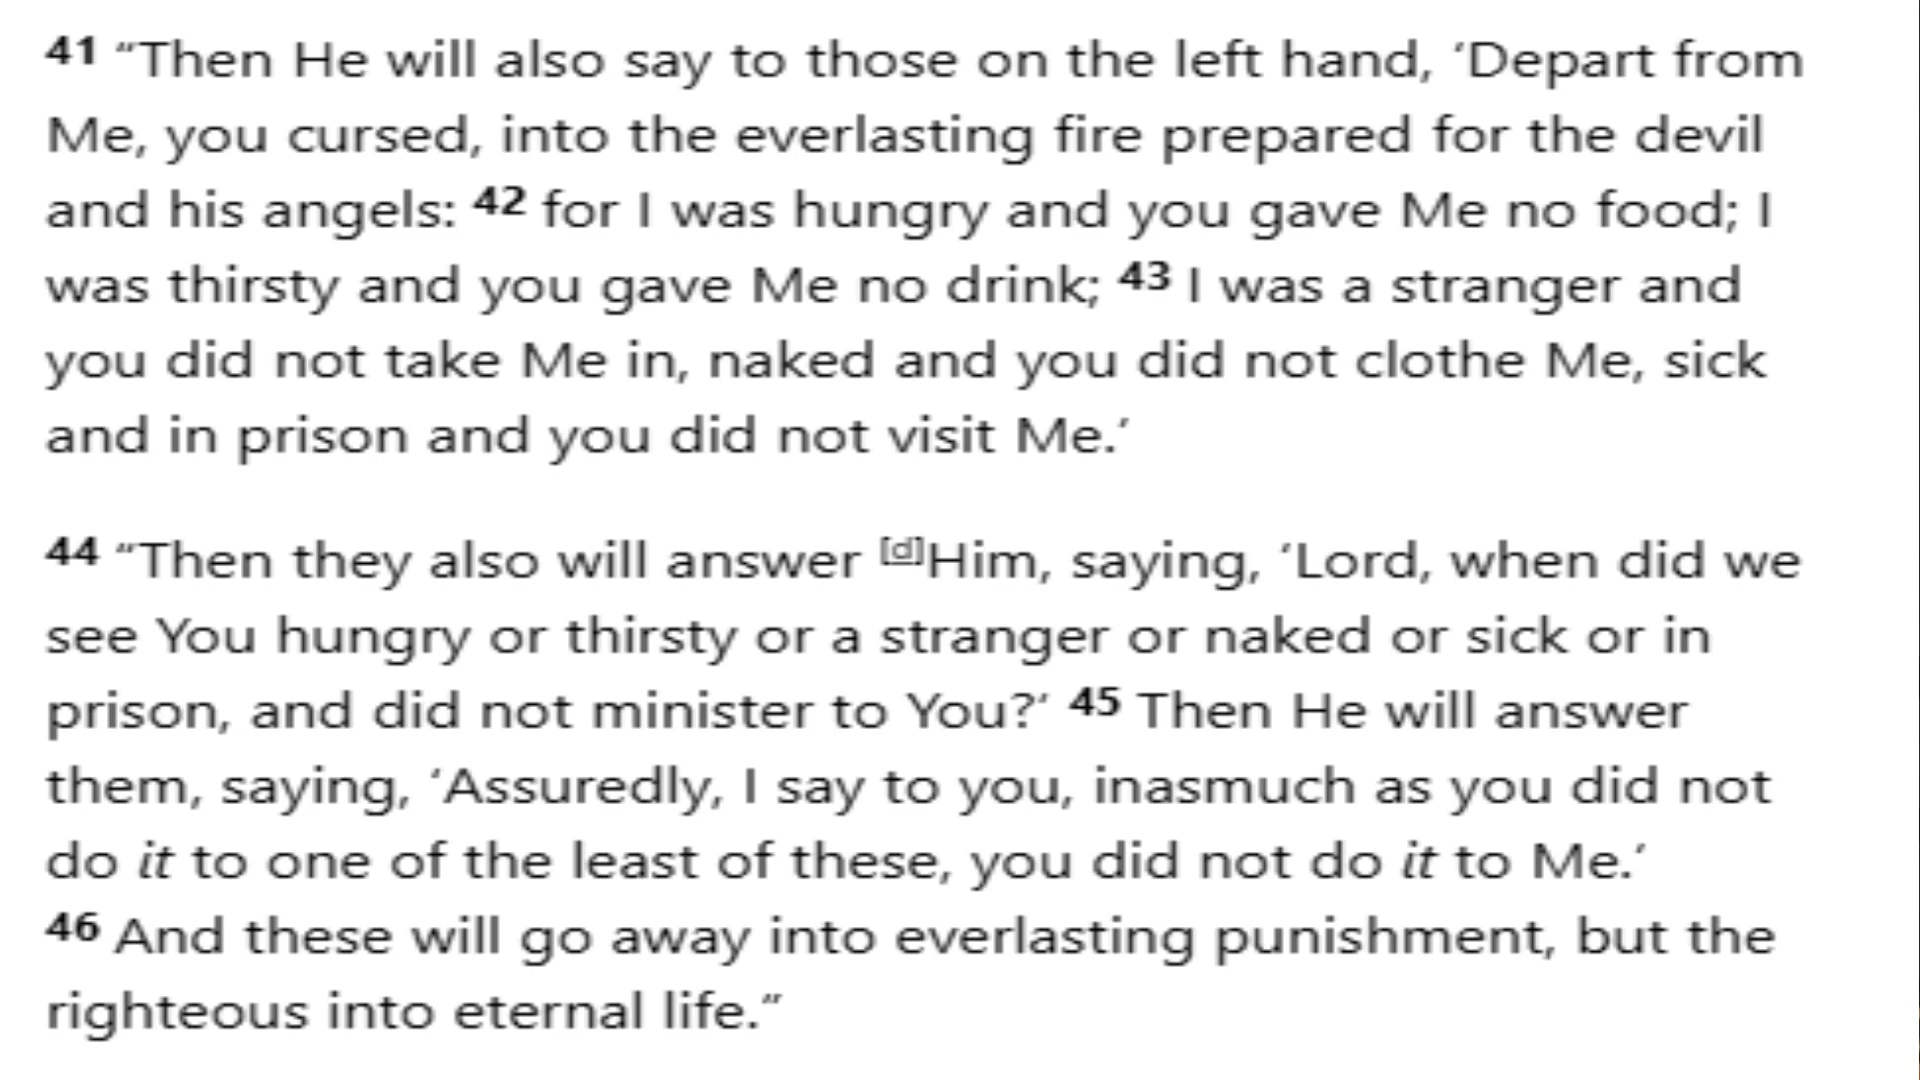 41 “Then He will also say to those on the left hand, ‘Depart from
Me, you cursed, into the everlasting fire prepared for the devil
and his angels: 42 for I was hungry and you gave Me no food; I
was thirsty and you gave Me no drink; 43 I was a stranger and
you did not take Me in, naked and you did not clothe Me, sick
and in prison and you did not visit Me.’
44 “Then they also will answer [d]Him, saying, ‘Lord, when did we
see You hungry or thirsty or a stranger or naked or sick or in
prison, and did not minister to You?’ 45 Then He will answer
them, saying, ‘Assuredly, I say to you, inasmuch as you did not
do it to one of the least of these, you did not do it to Me.’
46 And these will go away into everlasting punishment, but the
righteous into eternal life.”